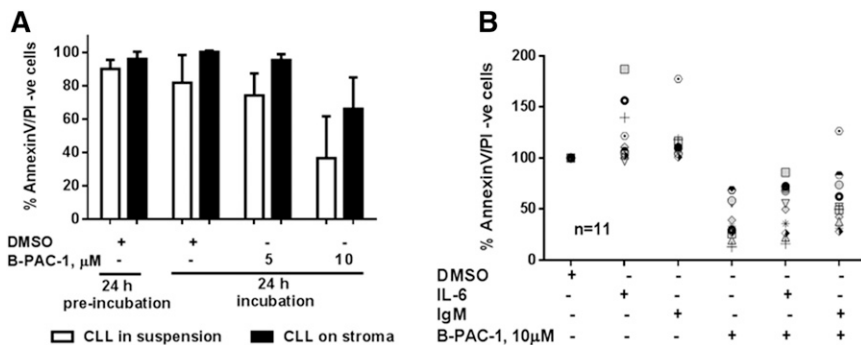 A
% AnnexinV/PI -ve cells
100
80
60
40
20
0
DMSO + + - -
B-PAC-1, µM - - 5 10
24 h 24 h
pre-incubation incubation
CLL in suspension CLL on stroma
B
% AnnexinV/PI -ve cells
200
150
100
50
0
n=11
DMSO + - - - - -
IL-6 - + - - + -
IgM - - + - - +
B-PAC-1, 10µM - - - + + +